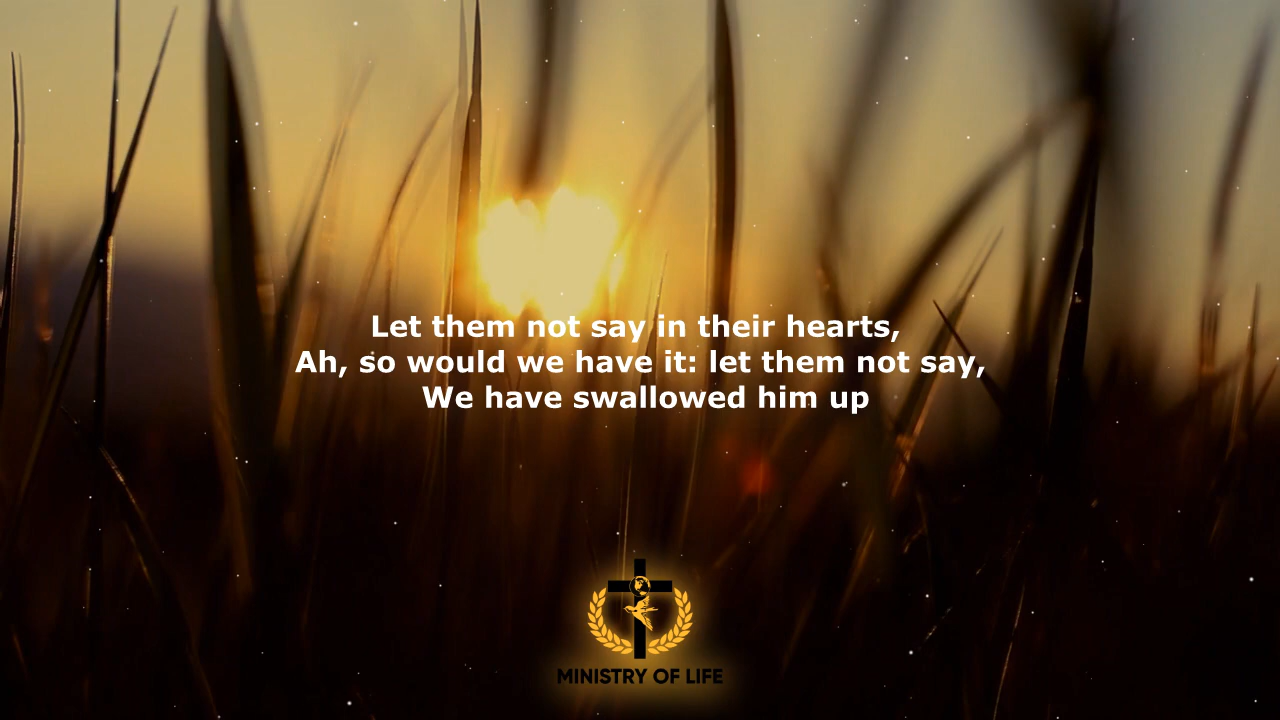 Let them not say in their hearts,
Ah, so would we have it: let them not say,
We have swallowed him up
MINISTRY OF LIFE